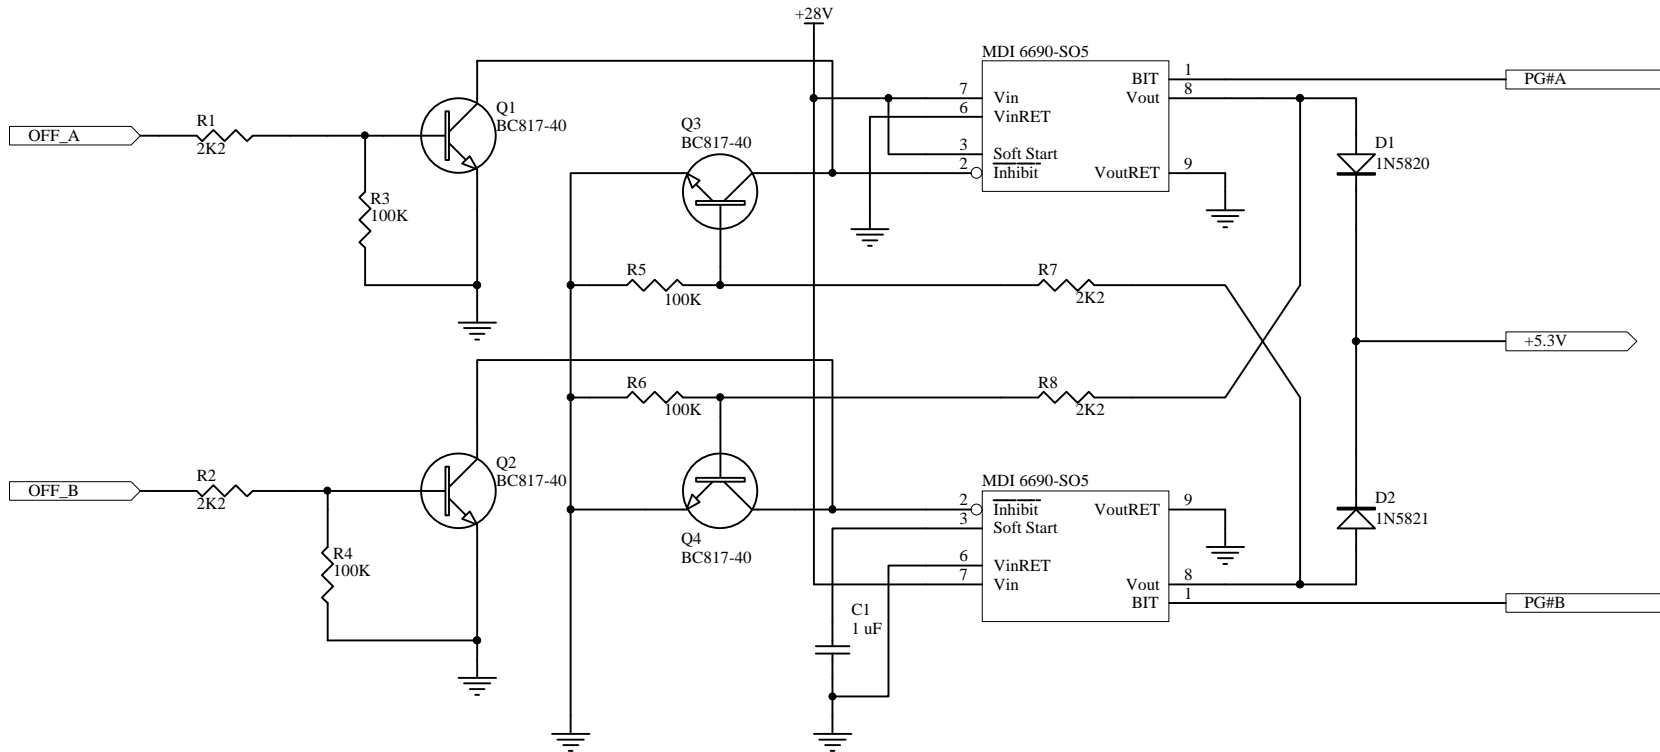 +28V
MDI 6690-SO5
BIT
1
PG#A
Vout
8
7
Vin
6
VinRET
3
Soft Start
2
Inhibit
VoutRET
9
Q1
BC817-40
OFF_A
R1
2K2
Q3
BC817-40
D1
1N5820
R3
100K
R5
100K
R7
2K2
+5.3V
R6
100K
R8
2K2
Q2
BC817-40
OFF_B
R2
2K2
MDI 6690-SO5
2
Inhibit
3
Soft Start
6
VinRET
7
Vin
VoutRET
9
D2
1N5821
Q4
BC817-40
R4
100K
Vout
8
BIT
1
PG#B
C1
1 uF